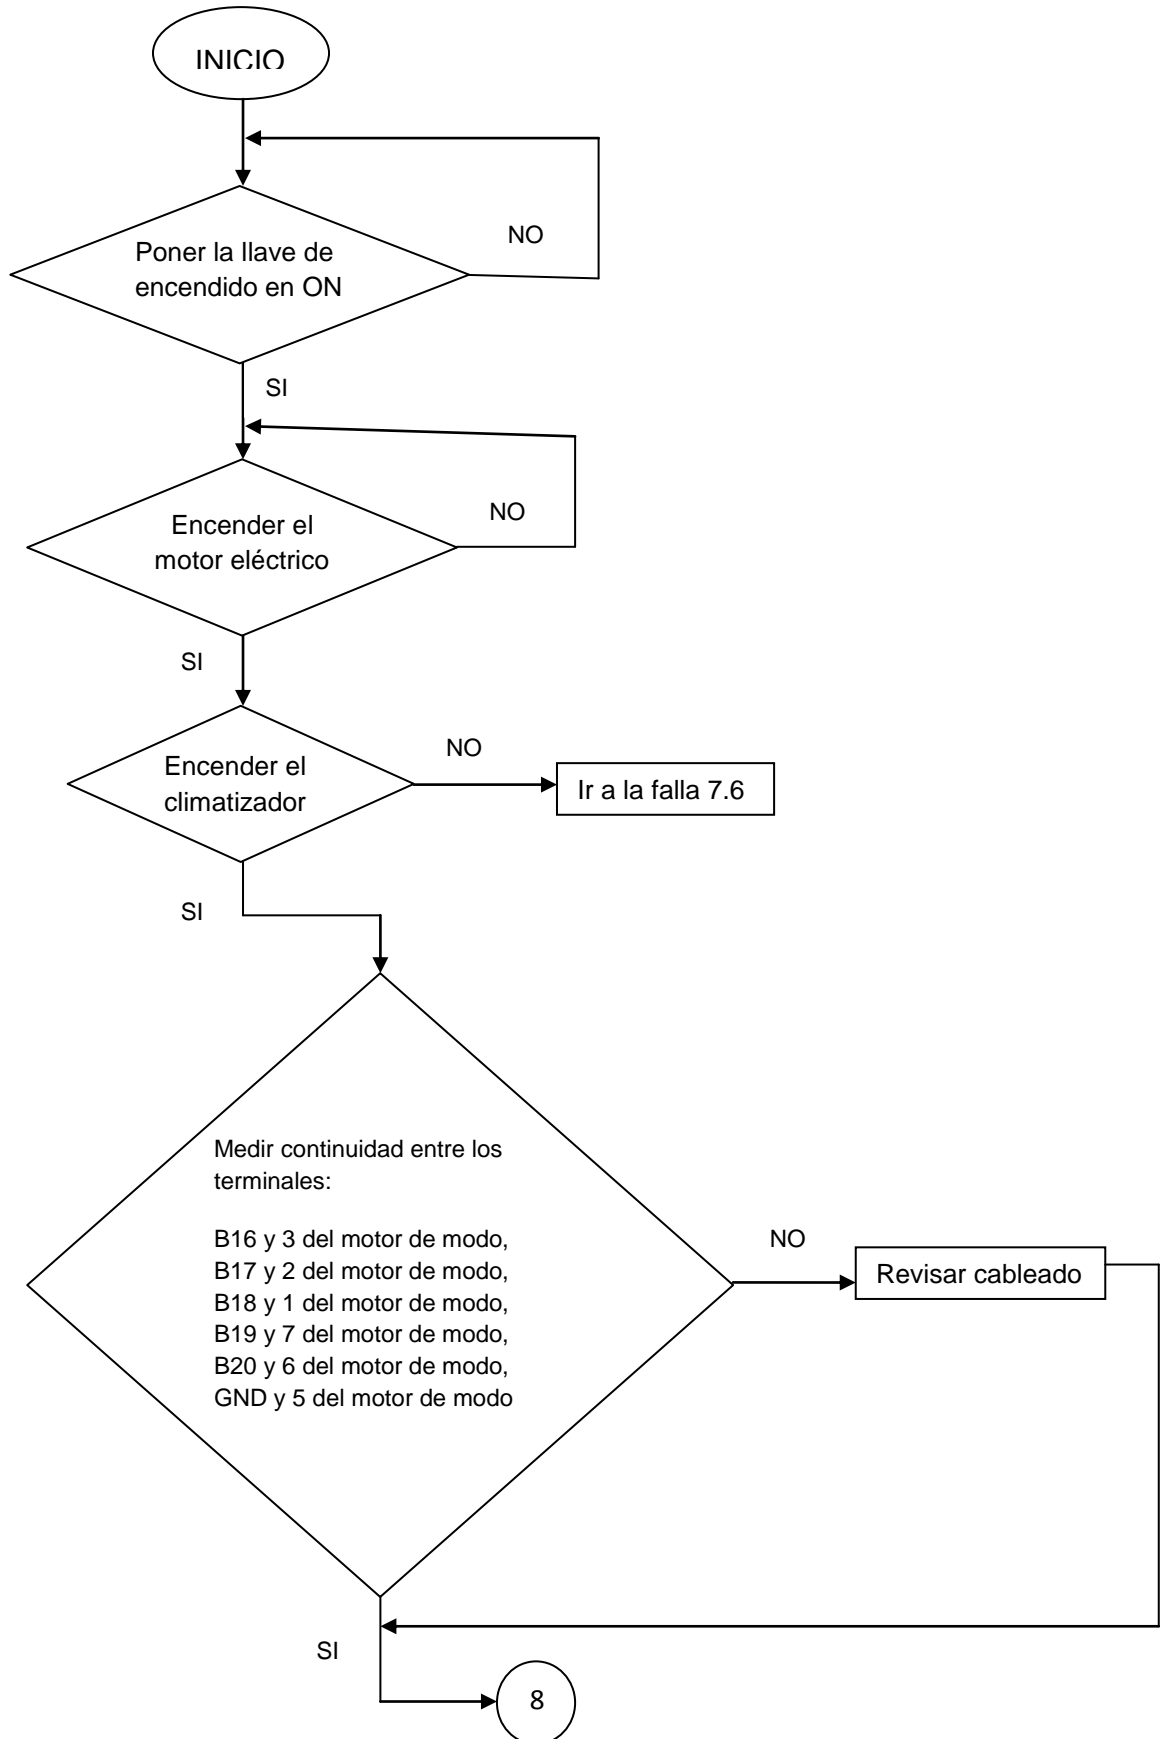 INICIO
NO
Poner la llave de
encendido en ON
SI
NO
Encender el
motor eléctrico
SI
NO
Encender el
climatizador
Ir a la falla 7.6
SI
Medir continuidad entre los
terminales:
B16 y 3 del motor de modo,
B17 y 2 del motor de modo,
B18 y 1 del motor de modo,
B19 y 7 del motor de modo,
B20 y 6 del motor de modo,
GND y 5 del motor de modo
NO
Revisar cableado
SI
8